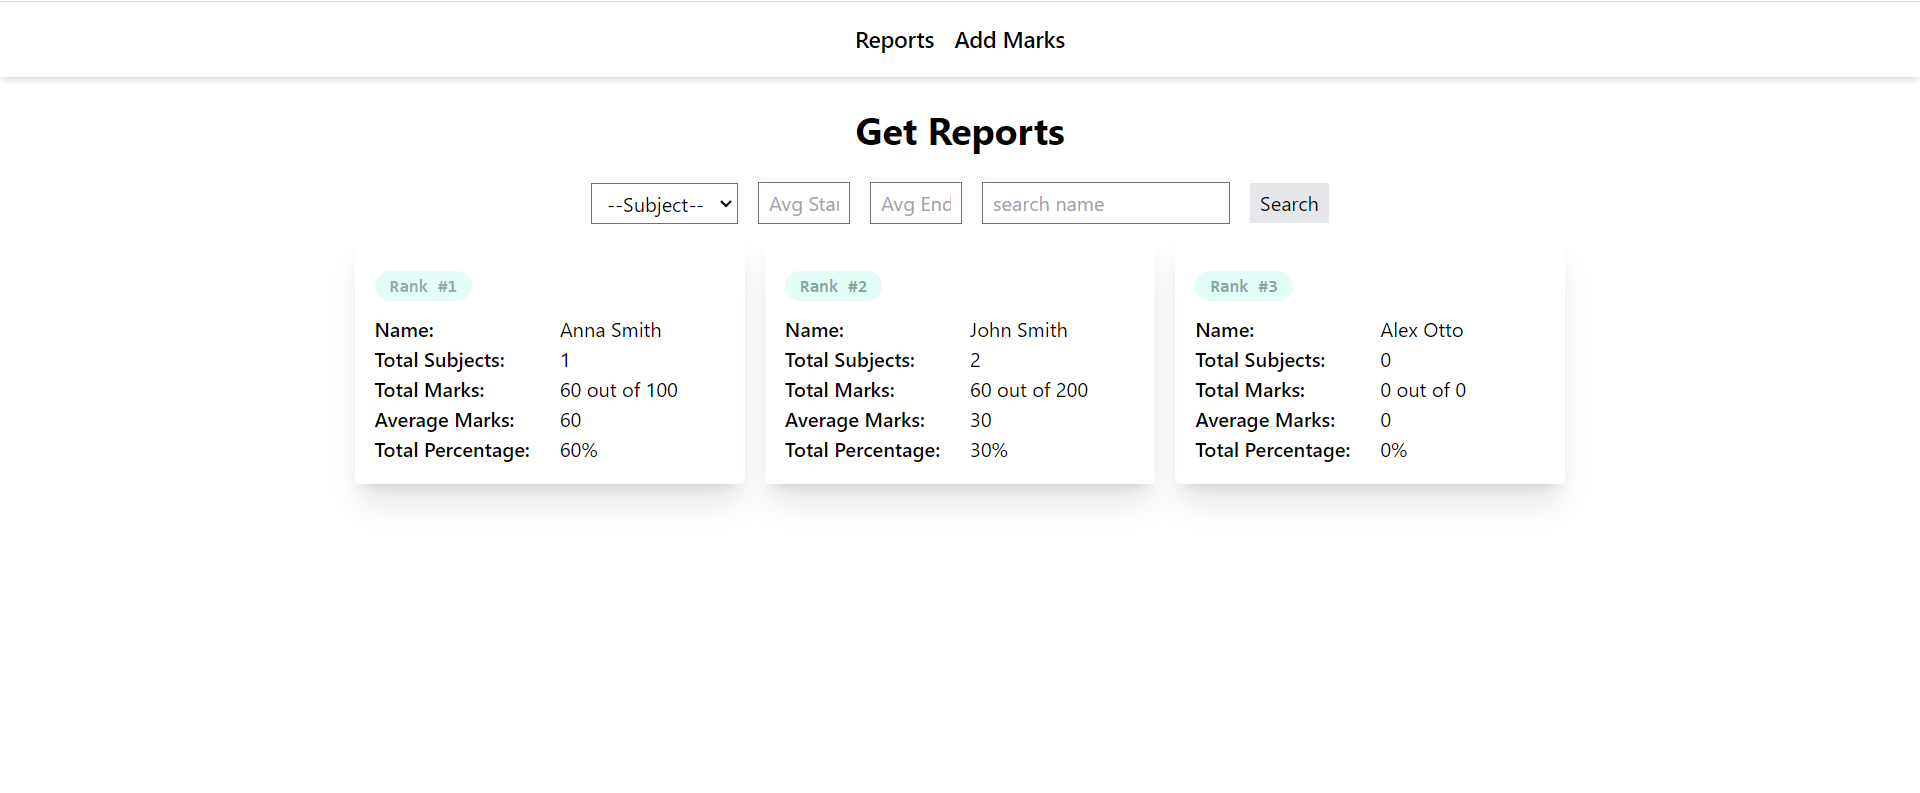 Reports Add Marks
Get Reports
--Subject-- Avg Star Avg End search name Search
Rank #1
Name: Anna Smith
Total Subjects: 1
Total Marks: 60 out of 100
Average Marks: 60
Total Percentage: 60%
Rank #2
Name: John Smith
Total Subjects: 2
Total Marks: 60 out of 200
Average Marks: 30
Total Percentage: 30%
Rank #3
Name: Alex Otto
Total Subjects: 0
Total Marks: 0 out of 0
Average Marks: 0
Total Percentage: 0%